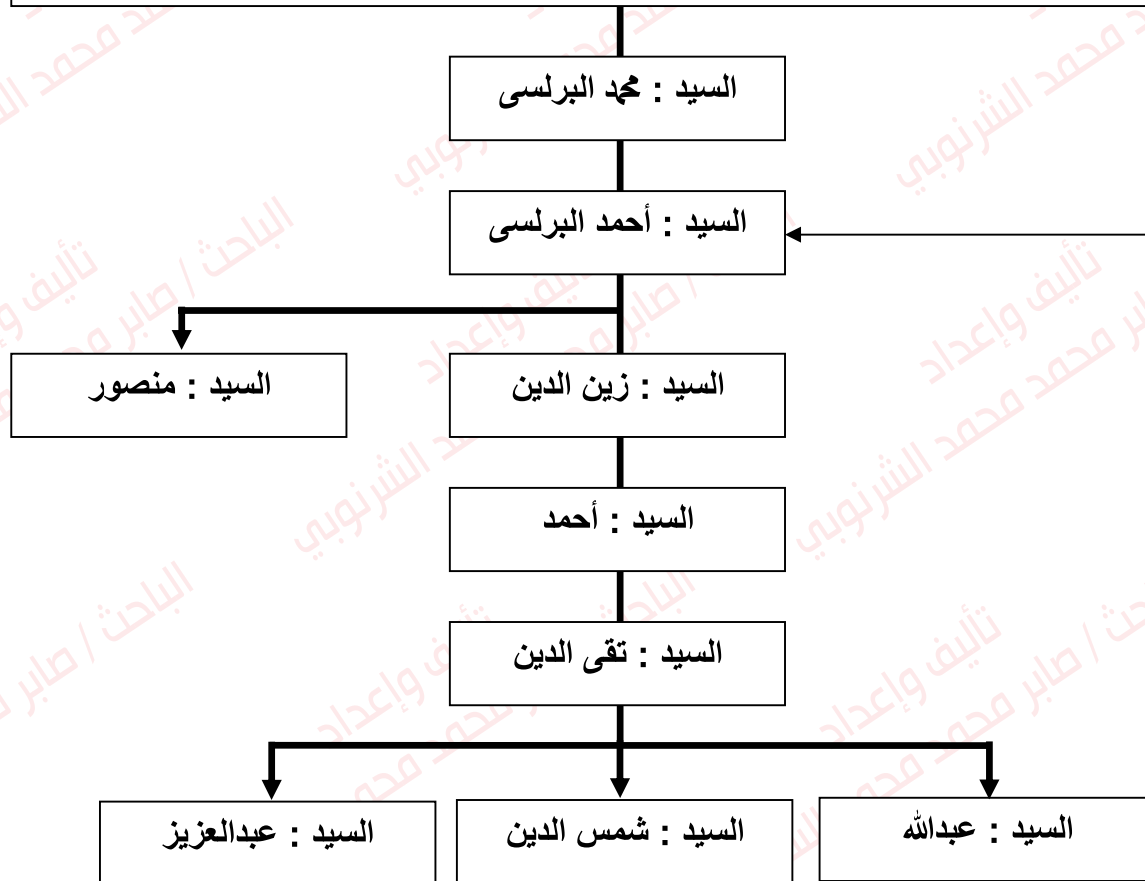 السيد : محمد البرلسى
السيد : أحمد البرلسى
السيد : زين الدين
السيد : منصور
السيد : أحمد
السيد : تقى الدين
السيد : عبدالله
السيد : شمس الدين
السيد : عبدالعزيز
تأليف وإعداد
الباحث / صابر محمد محمد الشرنوبي